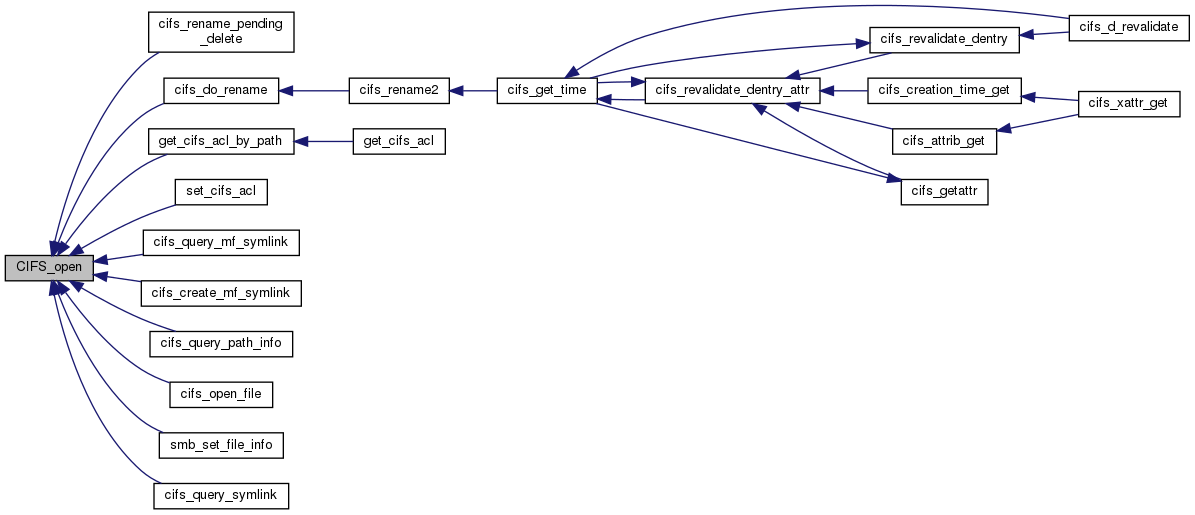 CIFS_open
cifs_rename_pending
_delete
cifs_do_rename
get_cifs_acl_by_path
set_cifs_acl
cifs_query_mf_symlink
cifs_create_mf_symlink
cifs_query_path_info
cifs_open_file
smb_set_file_info
cifs_query_symlink
cifs_rename2
get_cifs_acl
cifs_get_time
cifs_revalidate_dentry_attr
cifs_revalidate_dentry
cifs_creation_time_get
cifs_attrib_get
cifs_getattr
cifs_d_revalidate
cifs_xattr_get